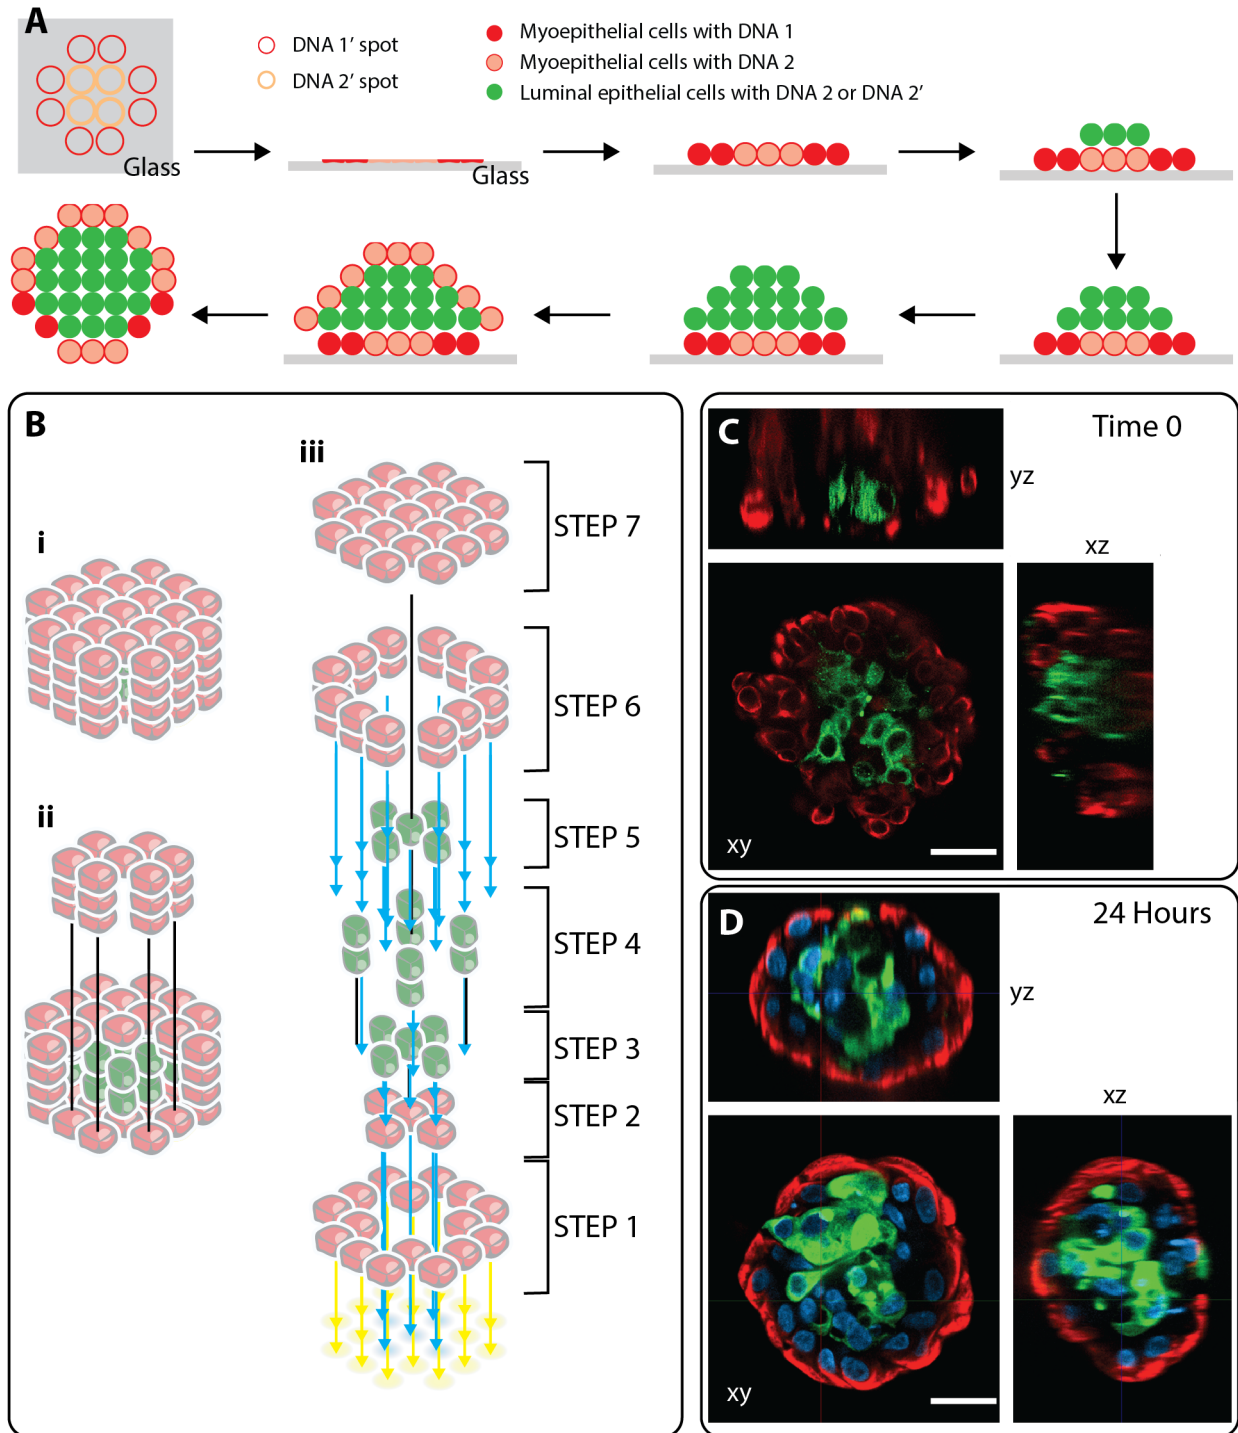 A
DNA 1’ spot
DNA 2’ spot
Myoepithelial cells with DNA 1
Myoepithelial cells with DNA 2
Luminal epithelial cells with DNA 2 or DNA 2’
Glass
Glass
B
i
ii
iii
STEP 7
STEP 6
STEP 5
STEP 4
STEP 3
STEP 2
STEP 1
C
Time 0
yz
xz
xy
D
24 Hours
yz
xz
xy